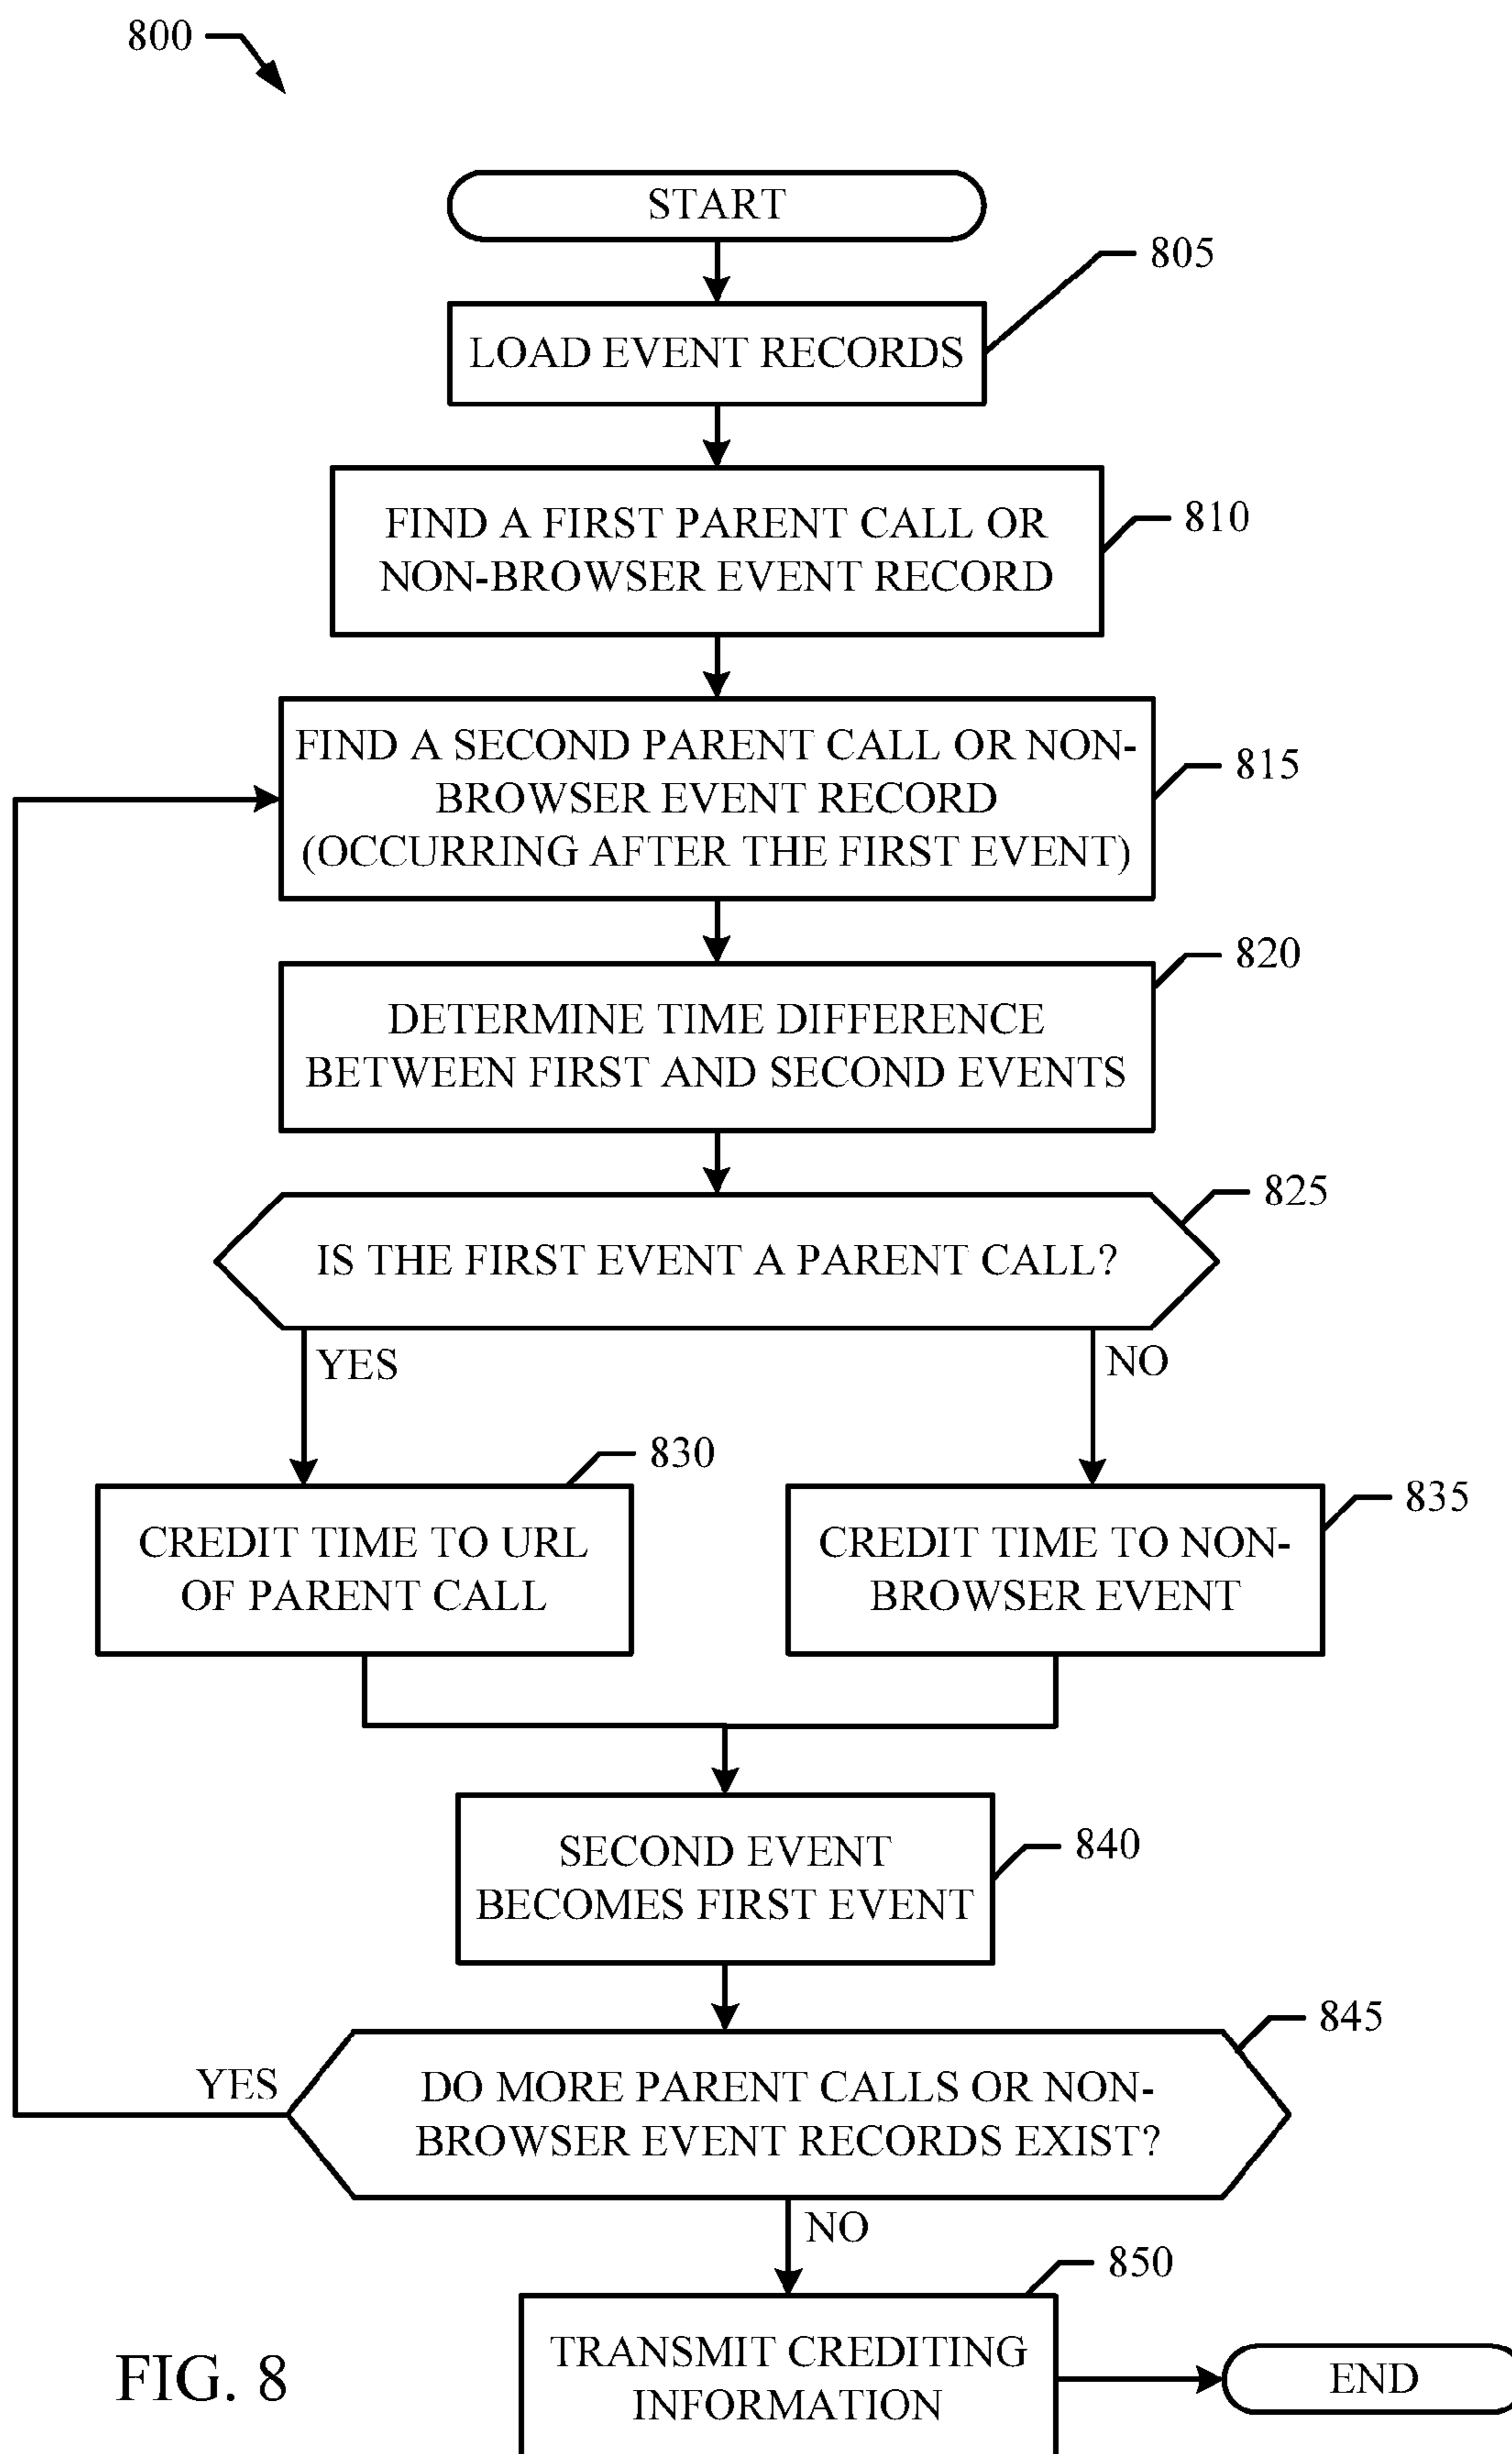 800
START
805
LOAD EVENT RECORDS
FIND A FIRST PARENT CALL OR
NON-BROWSER EVENT RECORD
810
FIND A SECOND PARENT CALL OR NON-
BROWSER EVENT RECORD
(OCCURRING AFTER THE FIRST EVENT)
815
820
DETERMINE TIME DIFFERENCE
BETWEEN FIRST AND SECOND EVENTS
825
IS THE FIRST EVENT A PARENT CALL?
YES
NO
830
CREDIT TIME TO URL
OF PARENT CALL
835
CREDIT TIME TO NON-
BROWSER EVENT
SECOND EVENT
BECOMES FIRST EVENT
840
845
YES
DO MORE PARENT CALLS OR NON-
BROWSER EVENT RECORDS EXIST?
NO
850
TRANSMIT CREDITING
INFORMATION
END
FIG. 8